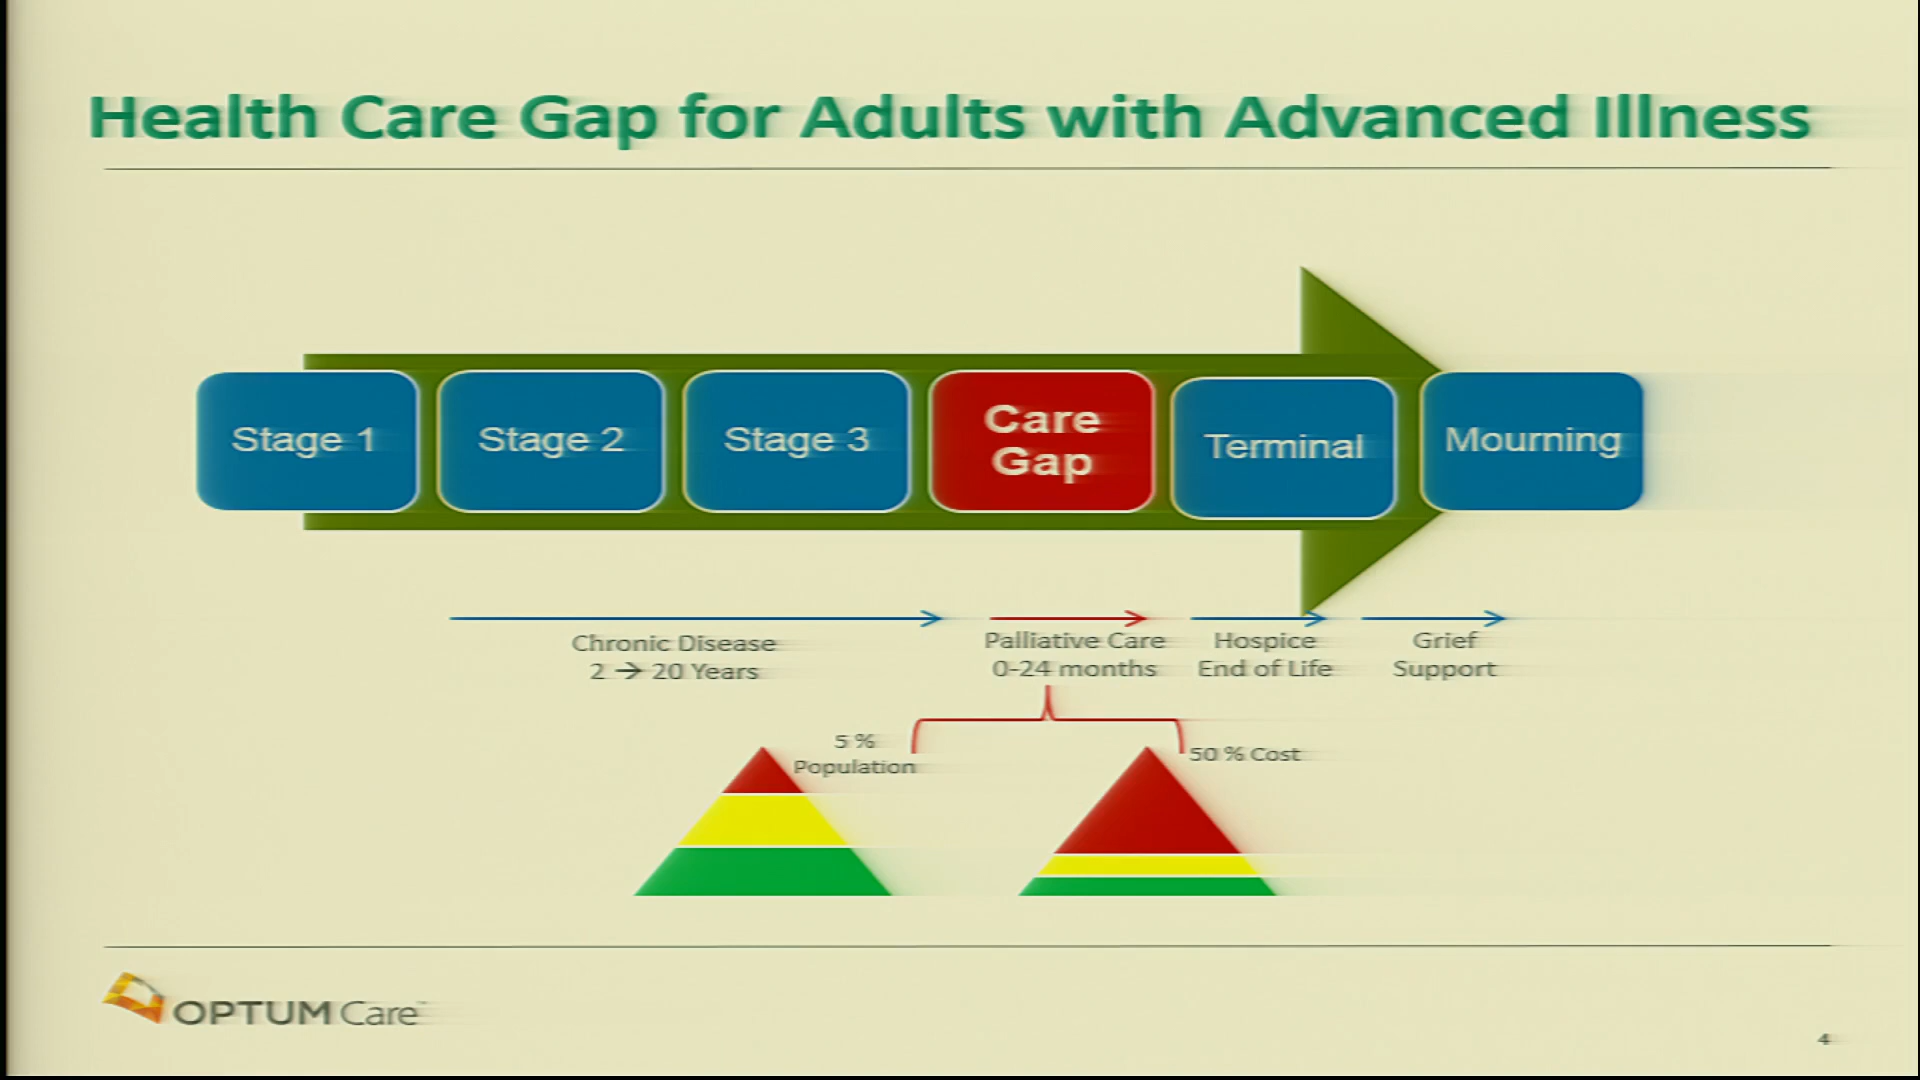 Health Care Gap for Adults with Advanced Illness
Stage 1
Stage 2
Stage 3
Care
Gap
Terminal
Mourning
Chronic Disease
2 → 20 Years
Palliative Care
0-24 months
Hospice
End of Life
Grief
Support
5 %
Population
50 % Cost
OPTUM Care™
4